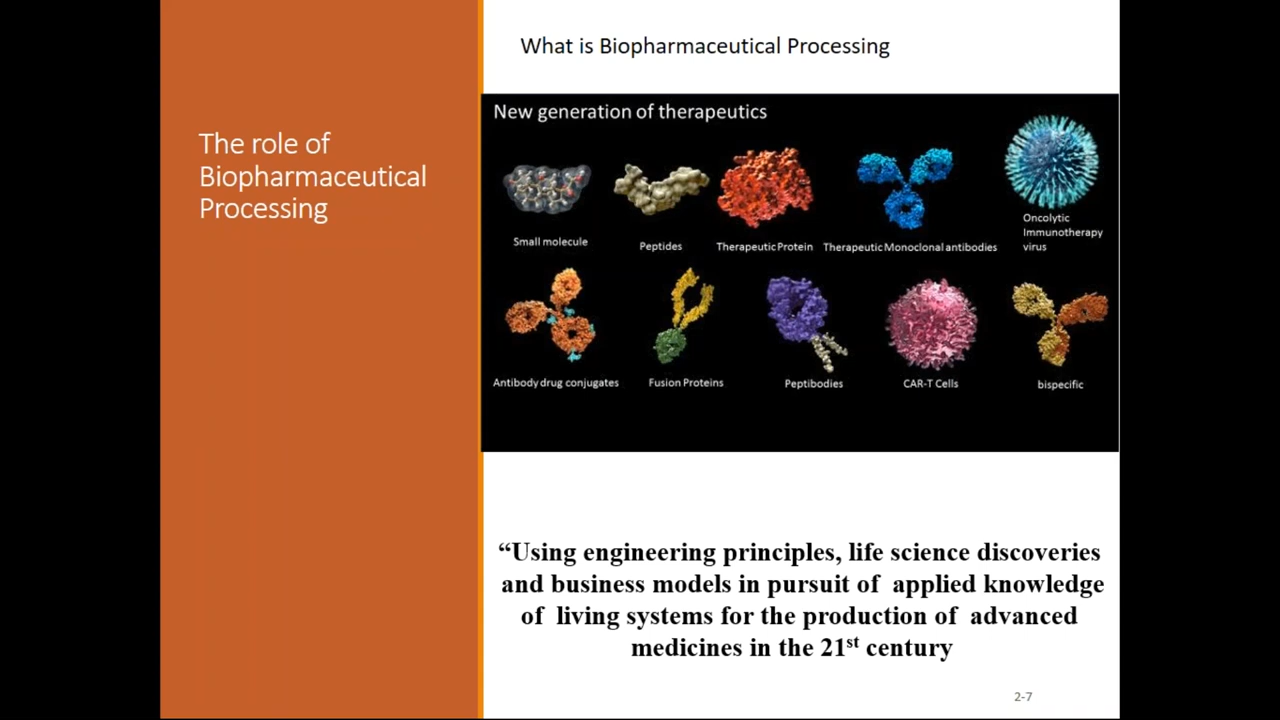 What is Biopharmaceutical Processing
The role of
Biopharmaceutical
Processing
New generation of therapeutics
Small molecule
Peptides
Therapeutic Protein
Therapeutic Monoclonal antibodies
Oncolytic
Immunotherapy
virus
Antibody drug conjugates
Fusion Proteins
Peptibodies
CAR-T Cells
bispecific
“Using engineering principles, life science discoveries
and business models in pursuit of applied knowledge
of living systems for the production of advanced
medicines in the 21st century
2-7